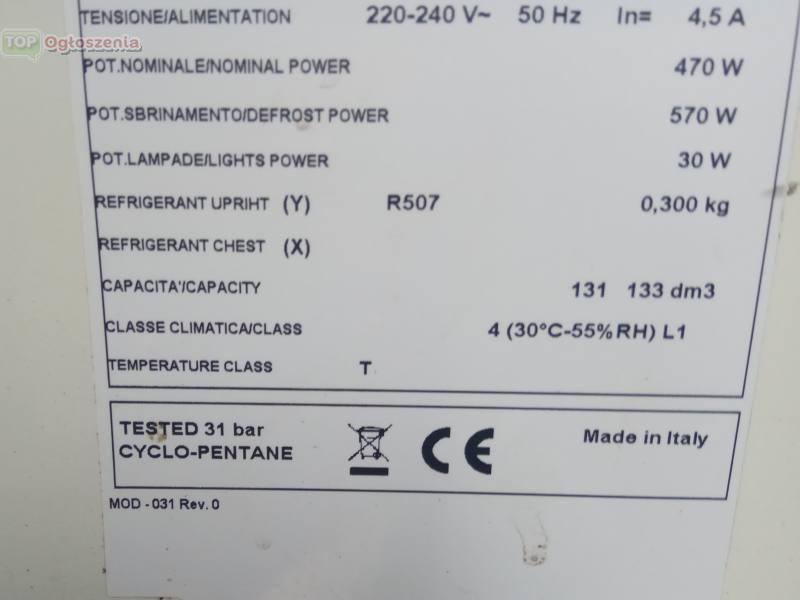 TENSIONE/ALIMENTATION 220-240 V~ 50 Hz In= 4,5 A
TOP Ogłoszenia
POT.NOMINALE/NOMINAL POWER 470 W
POT.SBRINAMENTO/DEFROST POWER 570 W
POT.LAMPADE/LIGHTS POWER 30 W
REFRIGERANT UPRIHT (Y) R507 0,300 kg
REFRIGERANT CHEST (X)
CAPACITA'/CAPACITY 131 133 dm3
CLASSE CLIMATICA/CLASS 4 (30°C-55%RH) L1
TEMPERATURE CLASS T
TESTED 31 bar
CYCLO-PENTANE
CE
Made in Italy
MOD - 031 Rev. 0